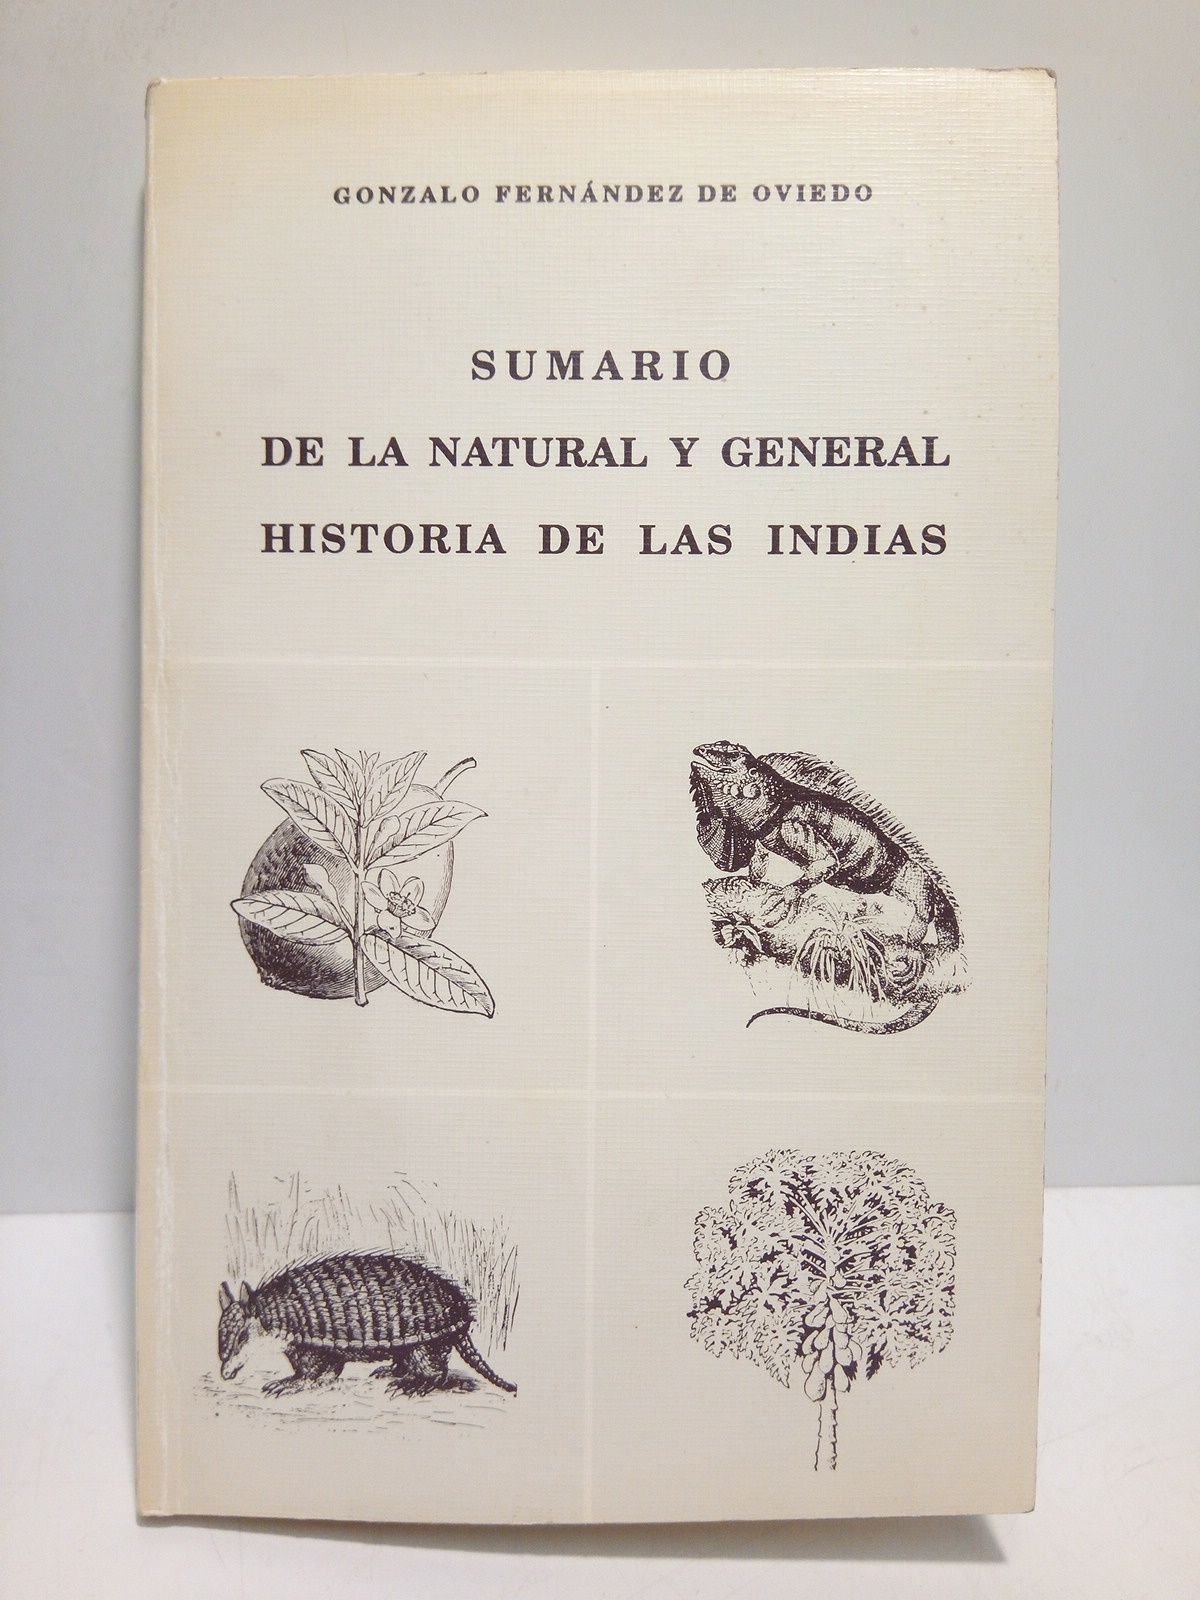 GONZALO FERNÁNDEZ DE OVIEDO
SUMARIO
DE LA NATURAL Y GENERAL
HISTORIA DE LAS INDIAS